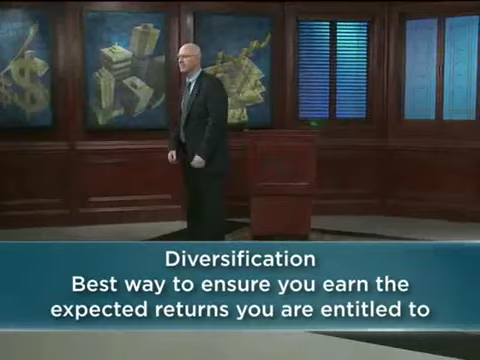 Diversification
Best way to ensure you earn the
expected returns you are entitled to